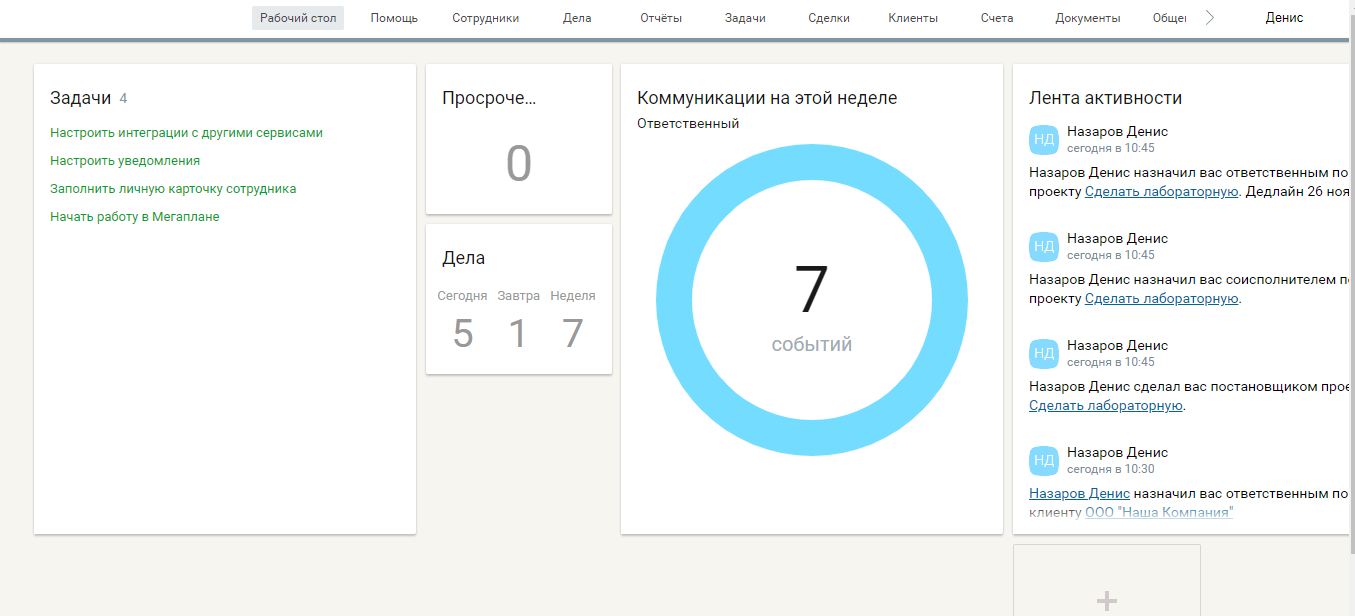 Рабочий стол Помощь Сотрудники Дела Отчёты Задачи Сделки Клиенты Счета Документы Денис
Задачи 4
Настроить интеграции с другими сервисами
Настроить уведомления
Заполнить личную карточку сотрудника
Начать работу в Мегаплане
Просроче...
0
Дела
Сегодня Завтра Неделя
5 1 7
Коммуникации на этой неделе
Ответственный
7
событий
Лента активности
НД Назаров Денис
сегодня в 10:45
Назаров Денис назначил вас ответственным по
проекту Сделать лабораторную. Дедлайн 26 ноя
НД Назаров Денис
сегодня в 10:45
Назаров Денис назначил вас соисполнителем
проекту Сделать лабораторную.
НД Назаров Денис
сегодня в 10:45
Назаров Денис сделал вас постановщиком
Сделать лабораторную.
НД Назаров Денис
сегодня в 10:30
Назаров Денис назначил вас ответственным по
клиенту ООО "Наша Компания"